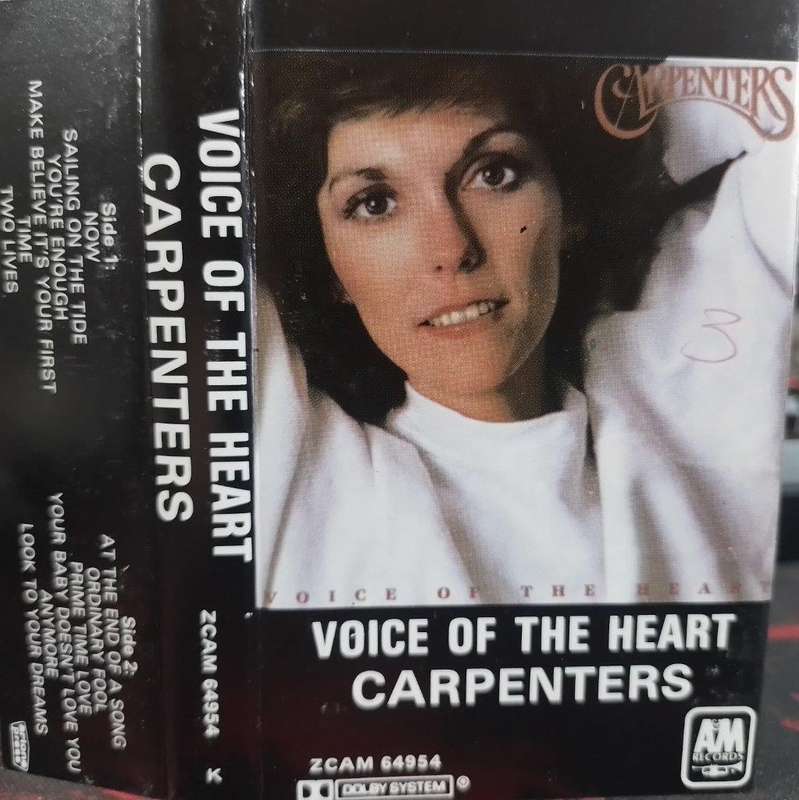 Side 1:
NOW
SAILING ON THE TIDE
YOU'RE ENOUGH
MAKE BELIEVE IT'S YOUR FIRST
TIME
TWO LIVES
Side 2:
AT THE END OF A SONG
ORDINARY FOOL
PRIME TIME LOVE
YOUR BABY DOESN'T LOVE YOU
ANYMORE
LOOK TO YOUR DREAMS
VOICE OF THE HEART
CARPENTERS
ZCAM 64954
K
CARPENTERS
3
VOICE OF THE HEART
VOICE OF THE HEART
CARPENTERS
A&M
RECORDS
ZCAM 64954
DOLBY SYSTEM ®